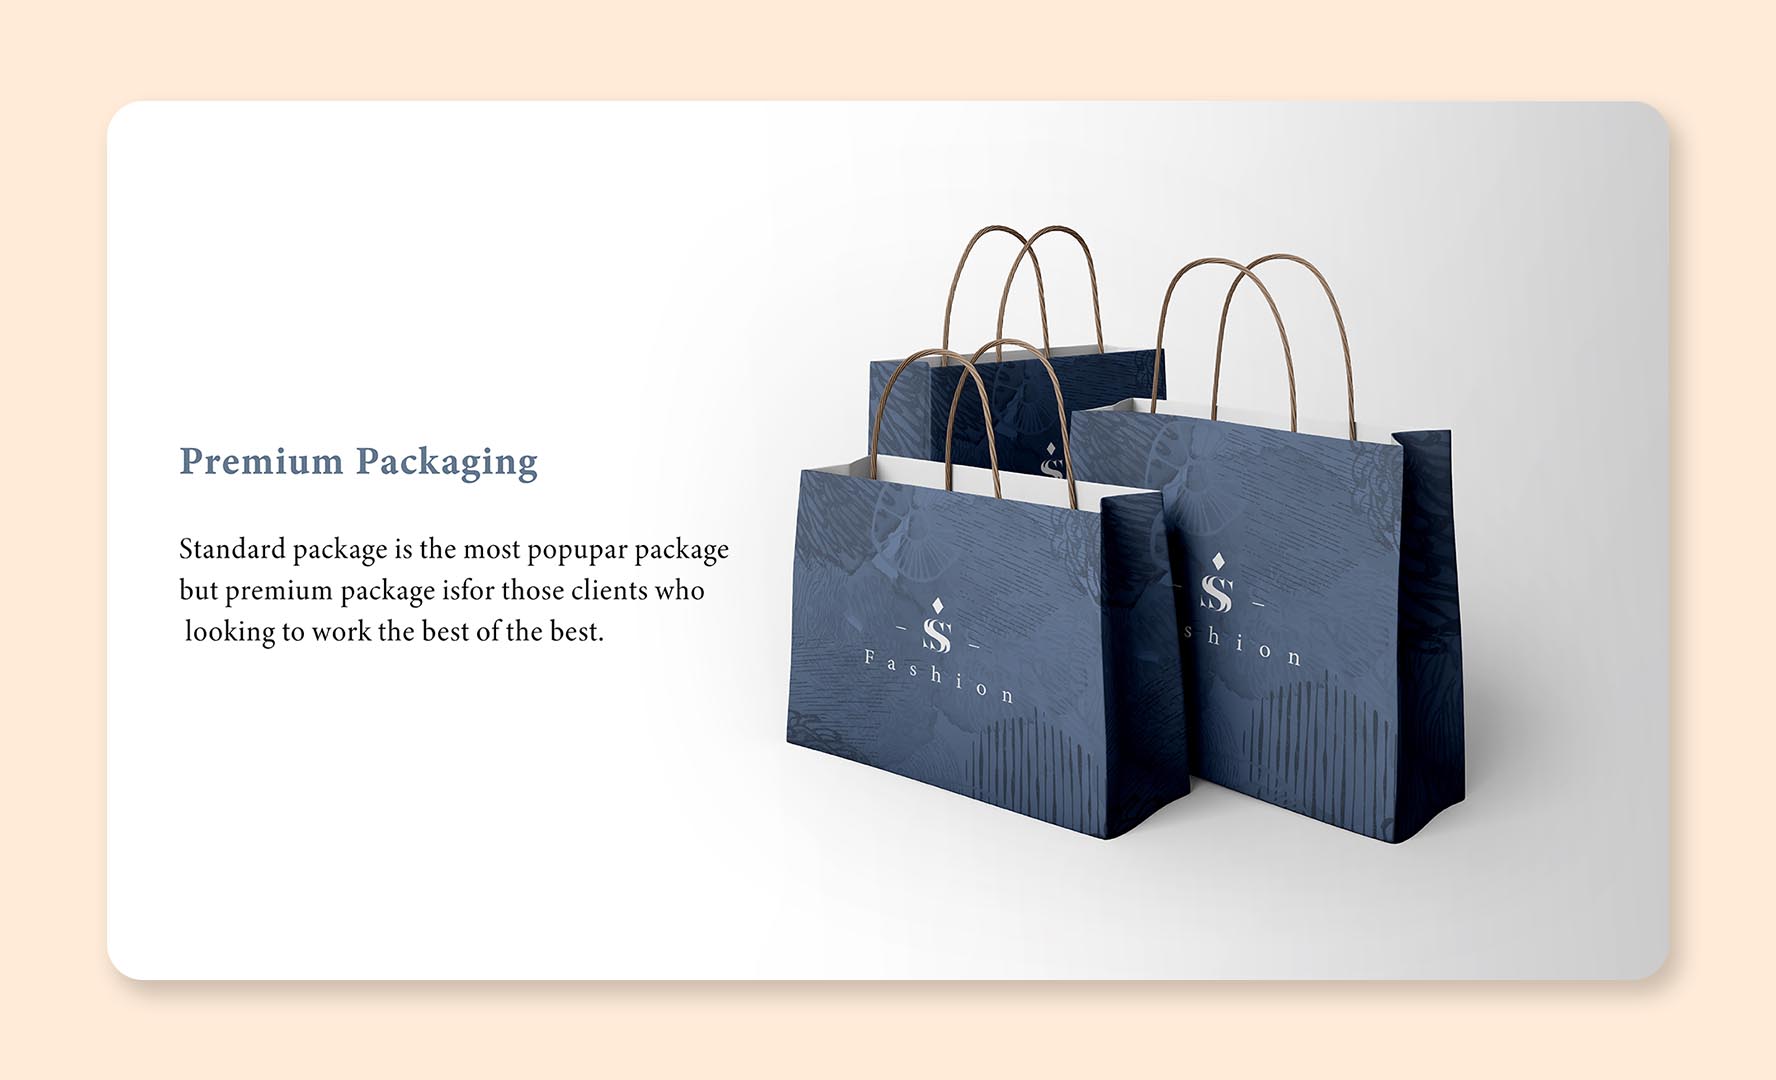 Premium Packaging
Standard package is the most popupar package
but premium package isfor those clients who
looking to work the best of the best.
S
S
Fashion
S
shion